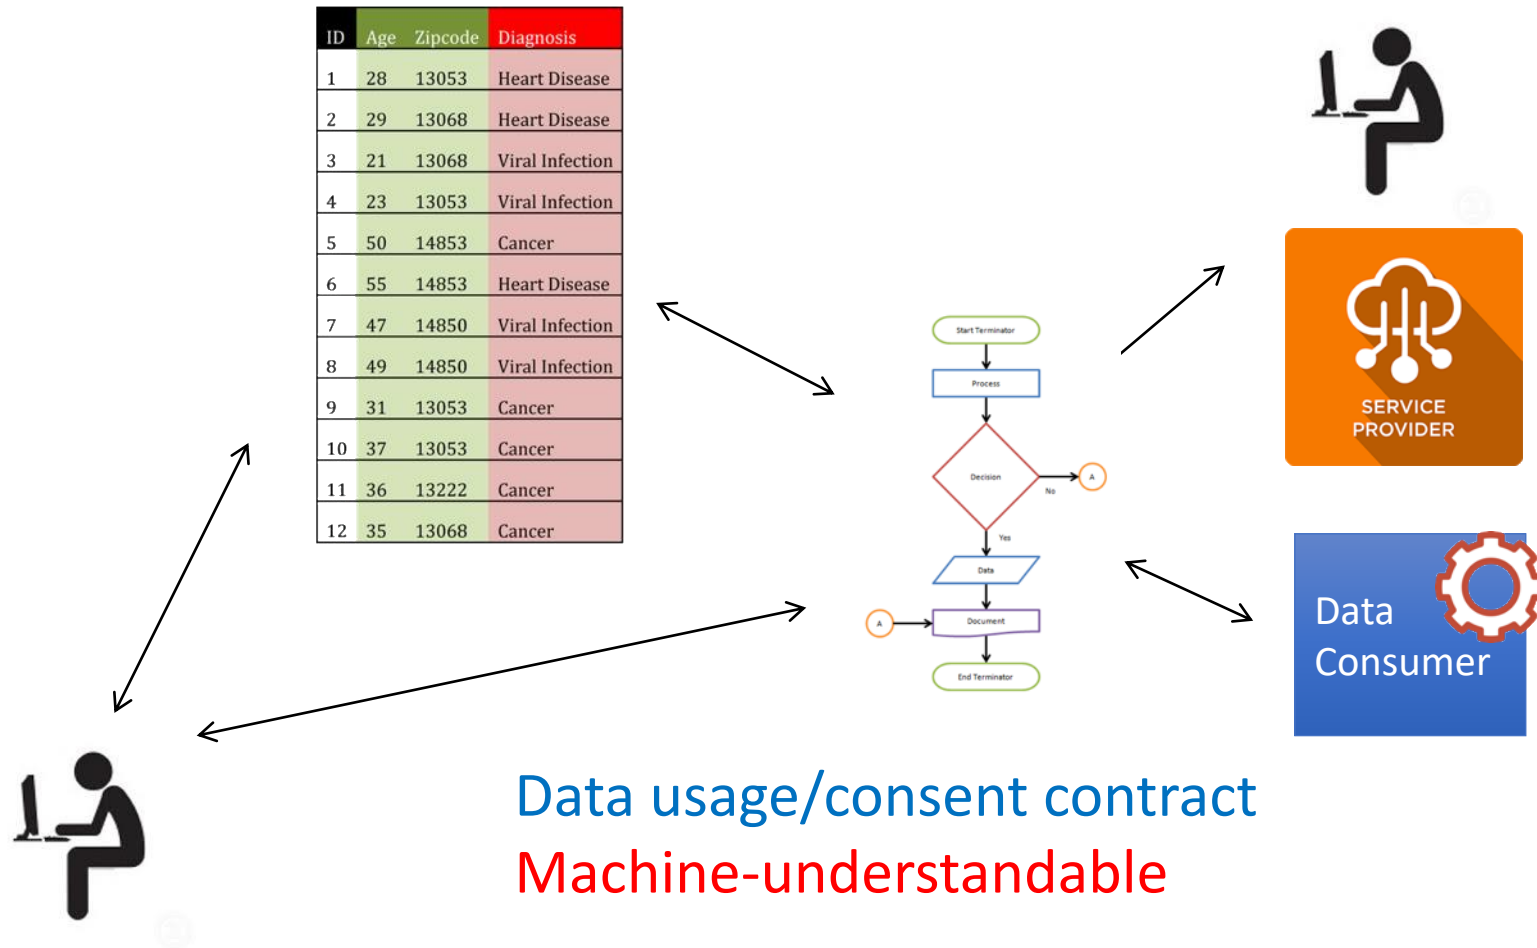 ID Age Zipcode Diagnosis
1 28 13053 Heart Disease
2 29 13068 Heart Disease
3 21 13068 Viral Infection
4 23 13053 Viral Infection
5 50 14853 Cancer
6 55 14853 Heart Disease
7 47 14850 Viral Infection
8 49 14850 Viral Infection
9 31 13053 Cancer
10 37 13053 Cancer
11 36 13222 Cancer
12 35 13068 Cancer
Start Terminator
Process
Decision
No
A
Yes
Data
A
Document
End Terminator
SERVICE
PROVIDER
Data
Consumer
Data usage/consent contract
Machine-understandable